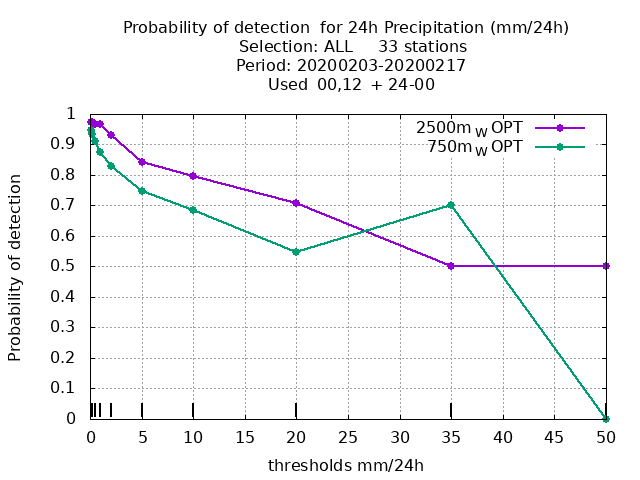 Probability of detection  for 24h Precipitation (mm/24h)
Selection: ALL     33 stations
Period: 20200203-20200217
Used  00,12  + 24-00
2500m W OPT
750m W OPT
Probability of detection
1
0.9
0.8
0.7
0.6
0.5
0.4
0.3
0.2
0.1
0
0 5 10 15 20 25 30 35 40 45 50
thresholds mm/24h